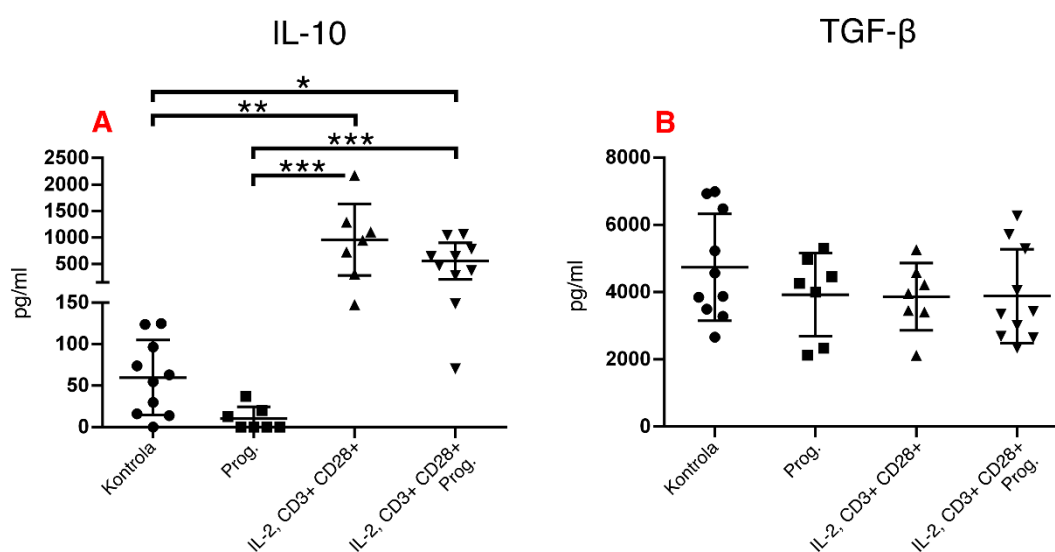 IL-10
A
*
**
***
***
pg/ml
2500
2000
1500
1000
500
150
100
50
0
Kontrola
Prog.
IL-2, CD3+ CD28+
IL-2, CD3+ CD28+
Prog.
TGF-β
B
pg/ml
8000
6000
4000
2000
0
Kontrola
Prog.
IL-2, CD3+ CD28+
IL-2, CD3+ CD28+
Prog.